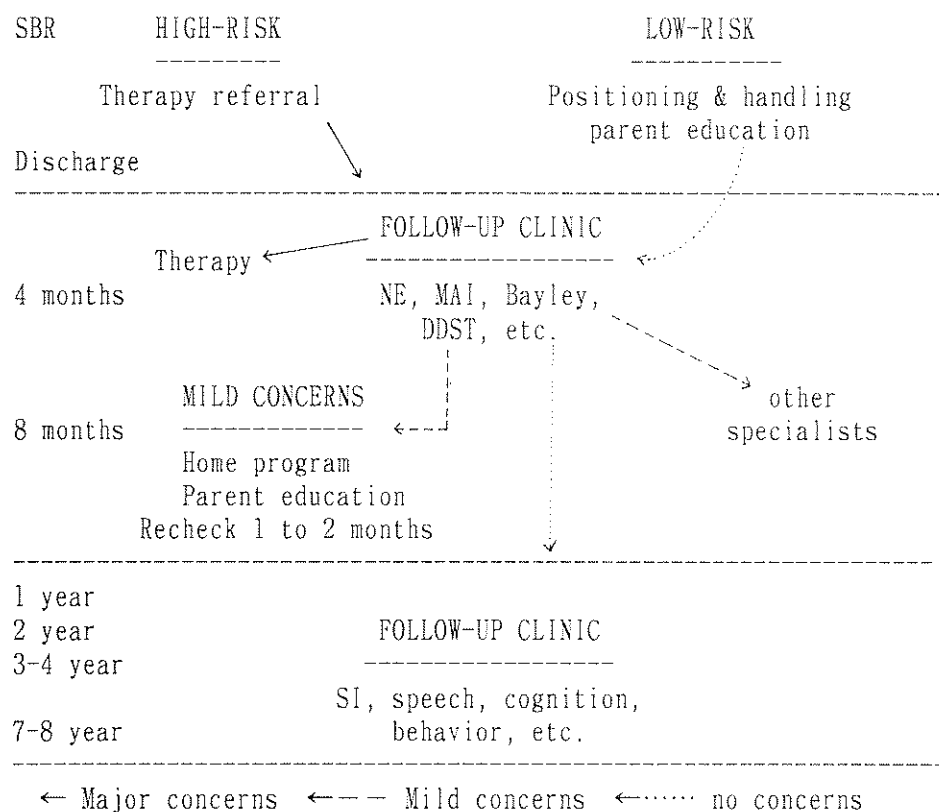 SBR HIGH-RISK LOW-RISK
Therapy referral Positioning & handling
parent education
Discharge
FOLLOW-UP CLINIC
Therapy
4 months NE, MAI, Bayley,
DDST, etc.
MILD CONCERNS other
8 months specialists
Home program
Parent education
Recheck 1 to 2 months
1 year
2 year FOLLOW-UP CLINIC
3-4 year
SI, speech, cognition,
7-8 year behavior, etc.
← Major concerns ←-- Mild concerns ←····· no concerns